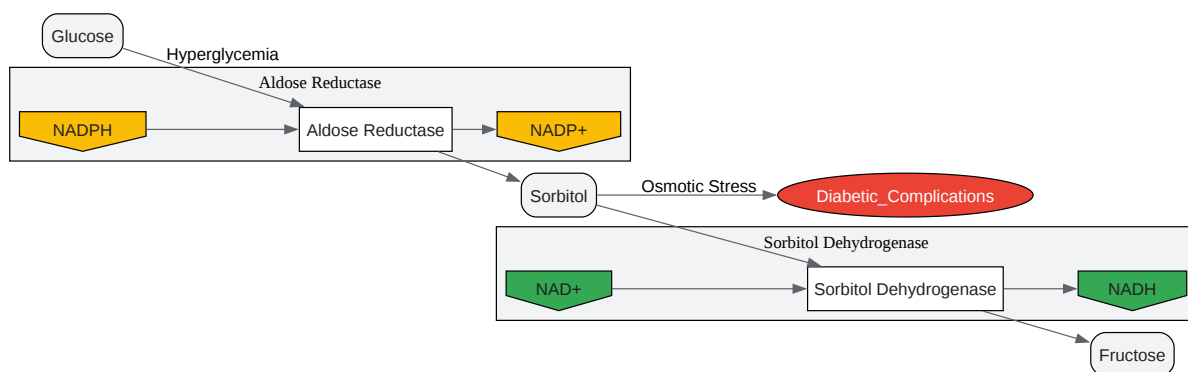 Glucose
Hyperglycemia
Aldose Reductase
NADPH
Aldose Reductase
NADP+
Sorbitol
Osmotic Stress
Diabetic_Complications
Sorbitol Dehydrogenase
NAD+
Sorbitol Dehydrogenase
NADH
Fructose